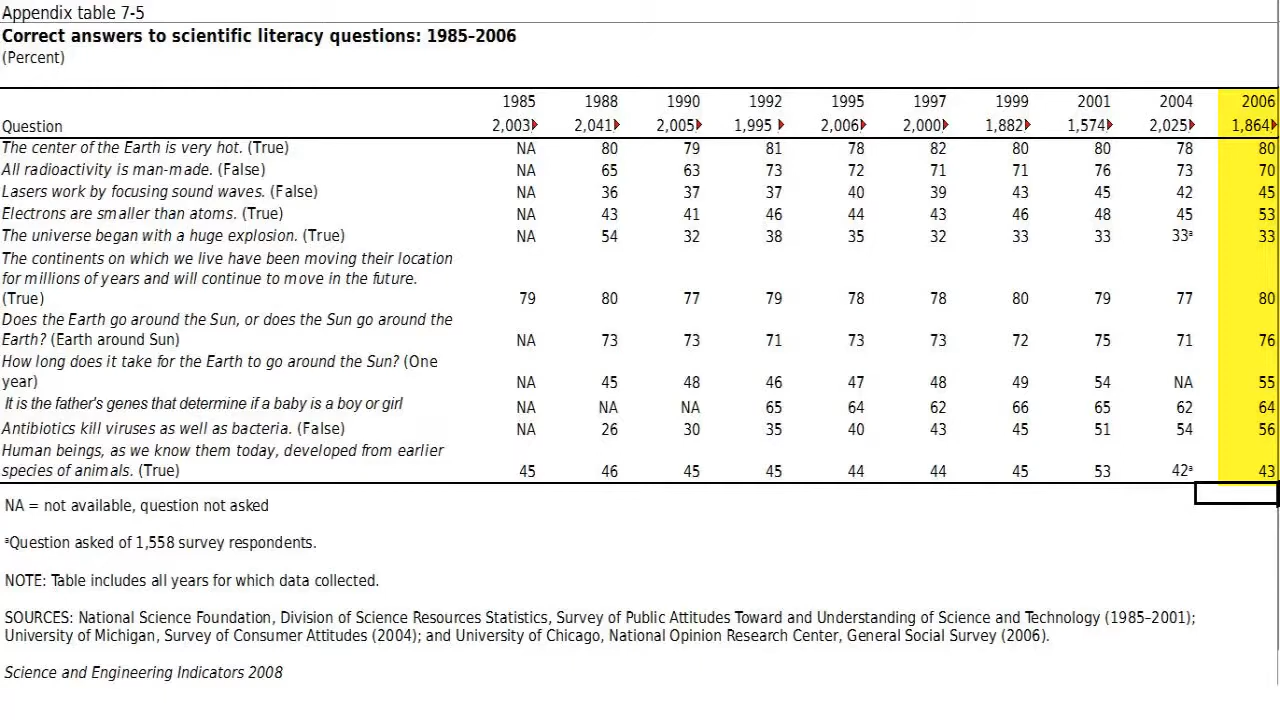 Appendix table 7-5
Correct answers to scientific literacy questions: 1985–2006
(Percent)
1985 1988 1990 1992 1995 1997 1999 2001 2004 2006
Question 2,003 2,041 2,005 1,995 2,006 2,000 1,882 1,574 2,025 1,864
The center of the Earth is very hot. (True) NA 80 79 81 78 82 80 80 78 80
All radioactivity is man-made. (False) NA 65 63 73 72 71 71 76 73 70
Lasers work by focusing sound waves. (False) NA 36 37 37 40 39 43 45 42 45
Electrons are smaller than atoms. (True) NA 43 41 46 44 43 46 48 45 53
The universe began with a huge explosion. (True) NA 54 32 38 35 32 33 33 33ª 33
The continents on which we live have been moving their location
for millions of years and will continue to move in the future.
(True) 79 80 77 79 78 78 80 79 77 80
Does the Earth go around the Sun, or does the Sun go around the
Earth? (Earth around Sun) NA 73 73 71 73 73 72 75 71 76
How long does it take for the Earth to go around the Sun? (One
year) NA 45 48 46 47 48 49 54 NA 55
It is the father's genes that determine if a baby is a boy or girl NA NA NA 65 64 62 66 65 62 64
Antibiotics kill viruses as well as bacteria. (False) NA 26 30 35 40 43 45 51 54 56
Human beings, as we know them today, developed from earlier
species of animals. (True) 45 46 45 45 44 44 45 53 42ª 43
NA = not available, question not asked
ªQuestion asked of 1,558 survey respondents.
NOTE: Table includes all years for which data collected.
SOURCES: National Science Foundation, Division of Science Resources Statistics, Survey of Public Attitudes Toward and Understanding of Science and Technology (1985–2001);
University of Michigan, Survey of Consumer Attitudes (2004); and University of Chicago, National Opinion Research Center, General Social Survey (2006).
Science and Engineering Indicators 2008